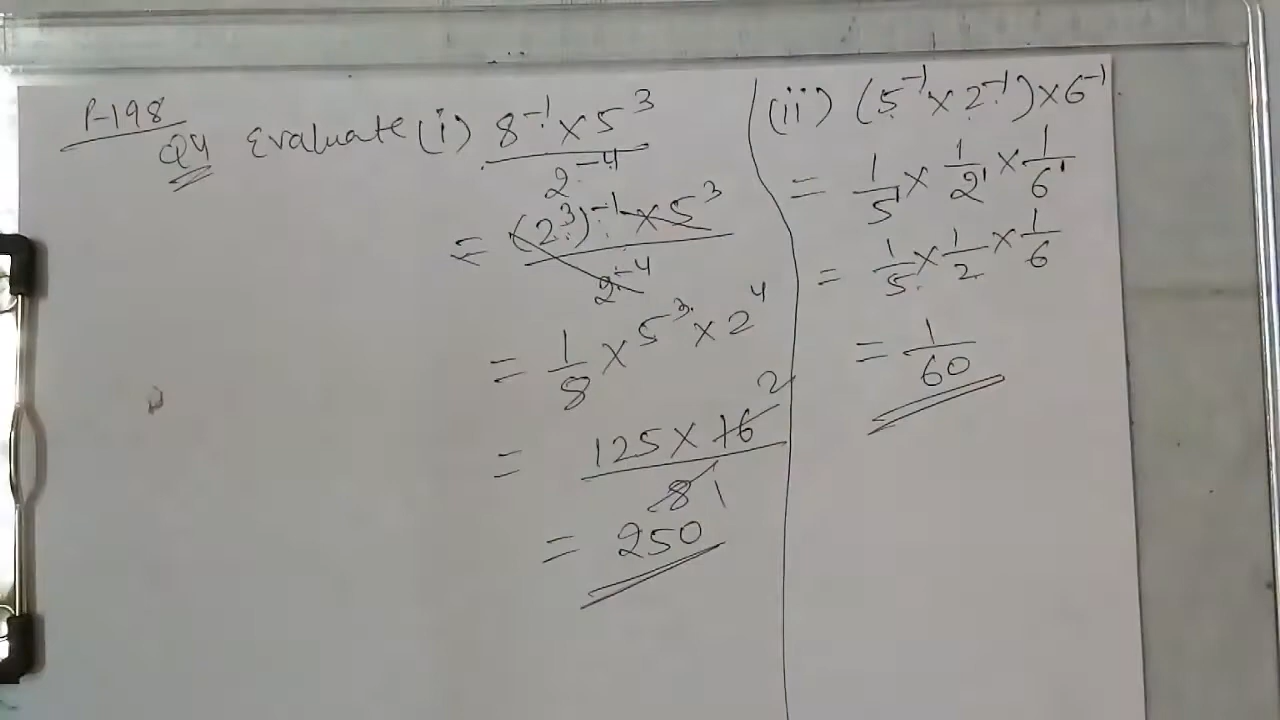 P-198
Q4 Evaluate (i) (8⁻¹ × 5³)/(2⁻⁴)
= ((2³)⁻¹ × 5³)/(2⁻⁴)
= 1/8 × 5³ × 2⁴
= (125 × 16 2)/(8 1)
= 250
(ii) (5⁻¹ × 2⁻¹) × 6⁻¹
= 1/5¹ × 1/2¹ × 1/6¹
= 1/5 × 1/2 × 1/6
= 1/60